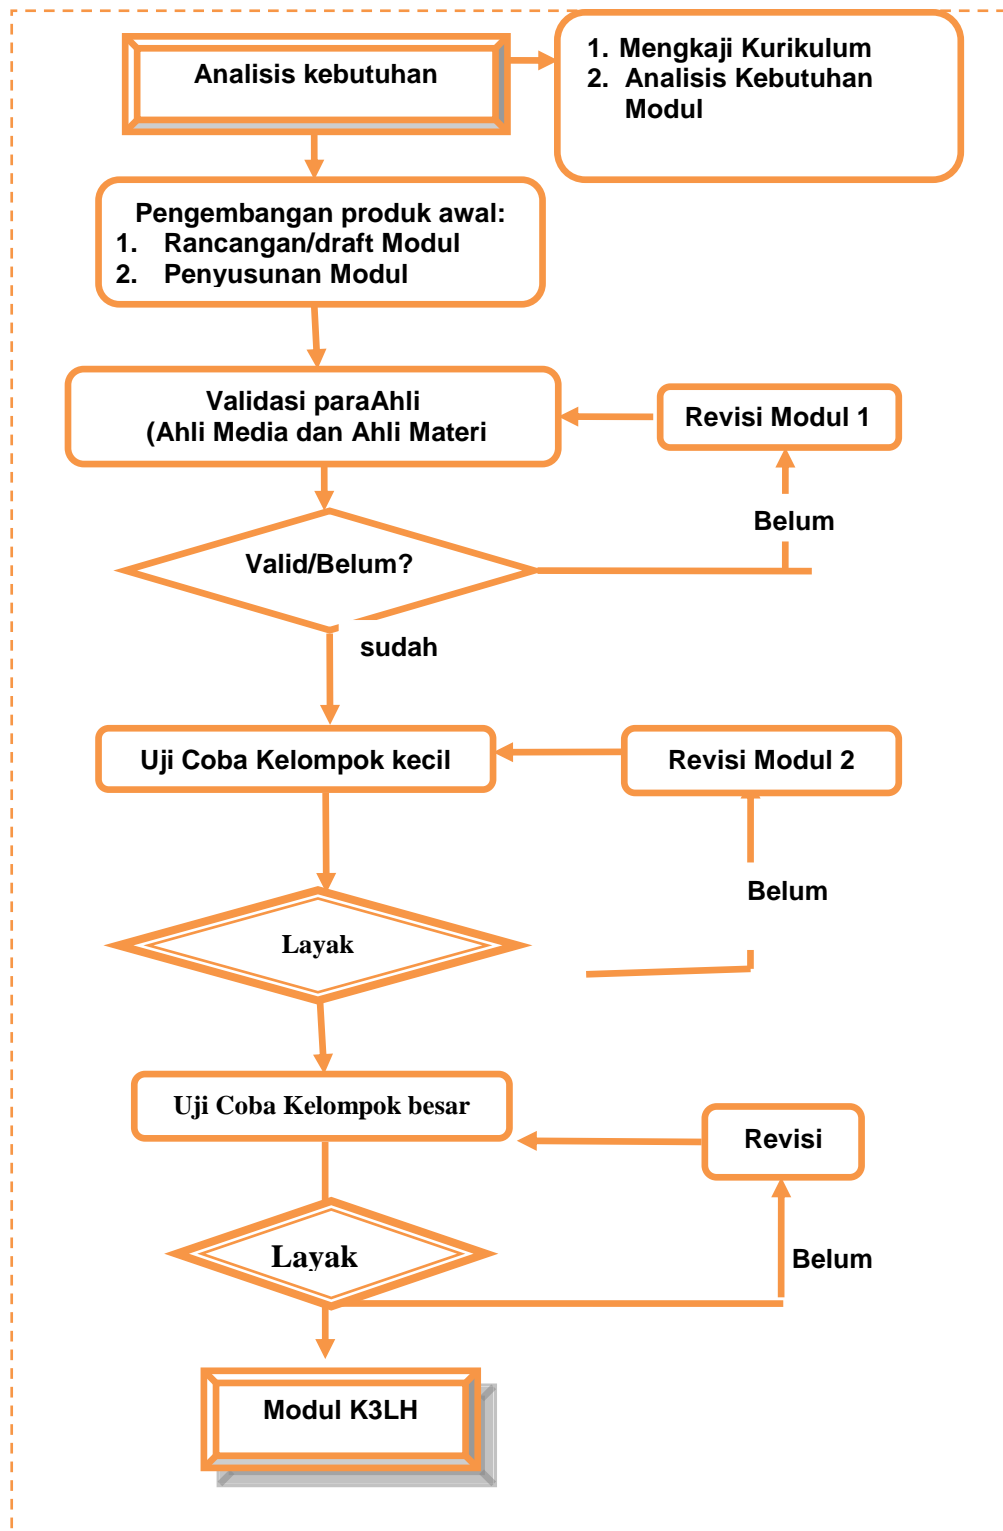 Analisis kebutuhan
1. Mengkaji Kurikulum
2. Analisis Kebutuhan
Modul
Pengembangan produk awal:
1. Rancangan/draft Modul
2. Penyusunan Modul
Validasi paraAhli
(Ahli Media dan Ahli Materi
Revisi Modul 1
Belum
Valid/Belum?
sudah
Uji Coba Kelompok kecil
Revisi Modul 2
Belum
Layak
Uji Coba Kelompok besar
Revisi
Layak
Belum
Modul K3LH